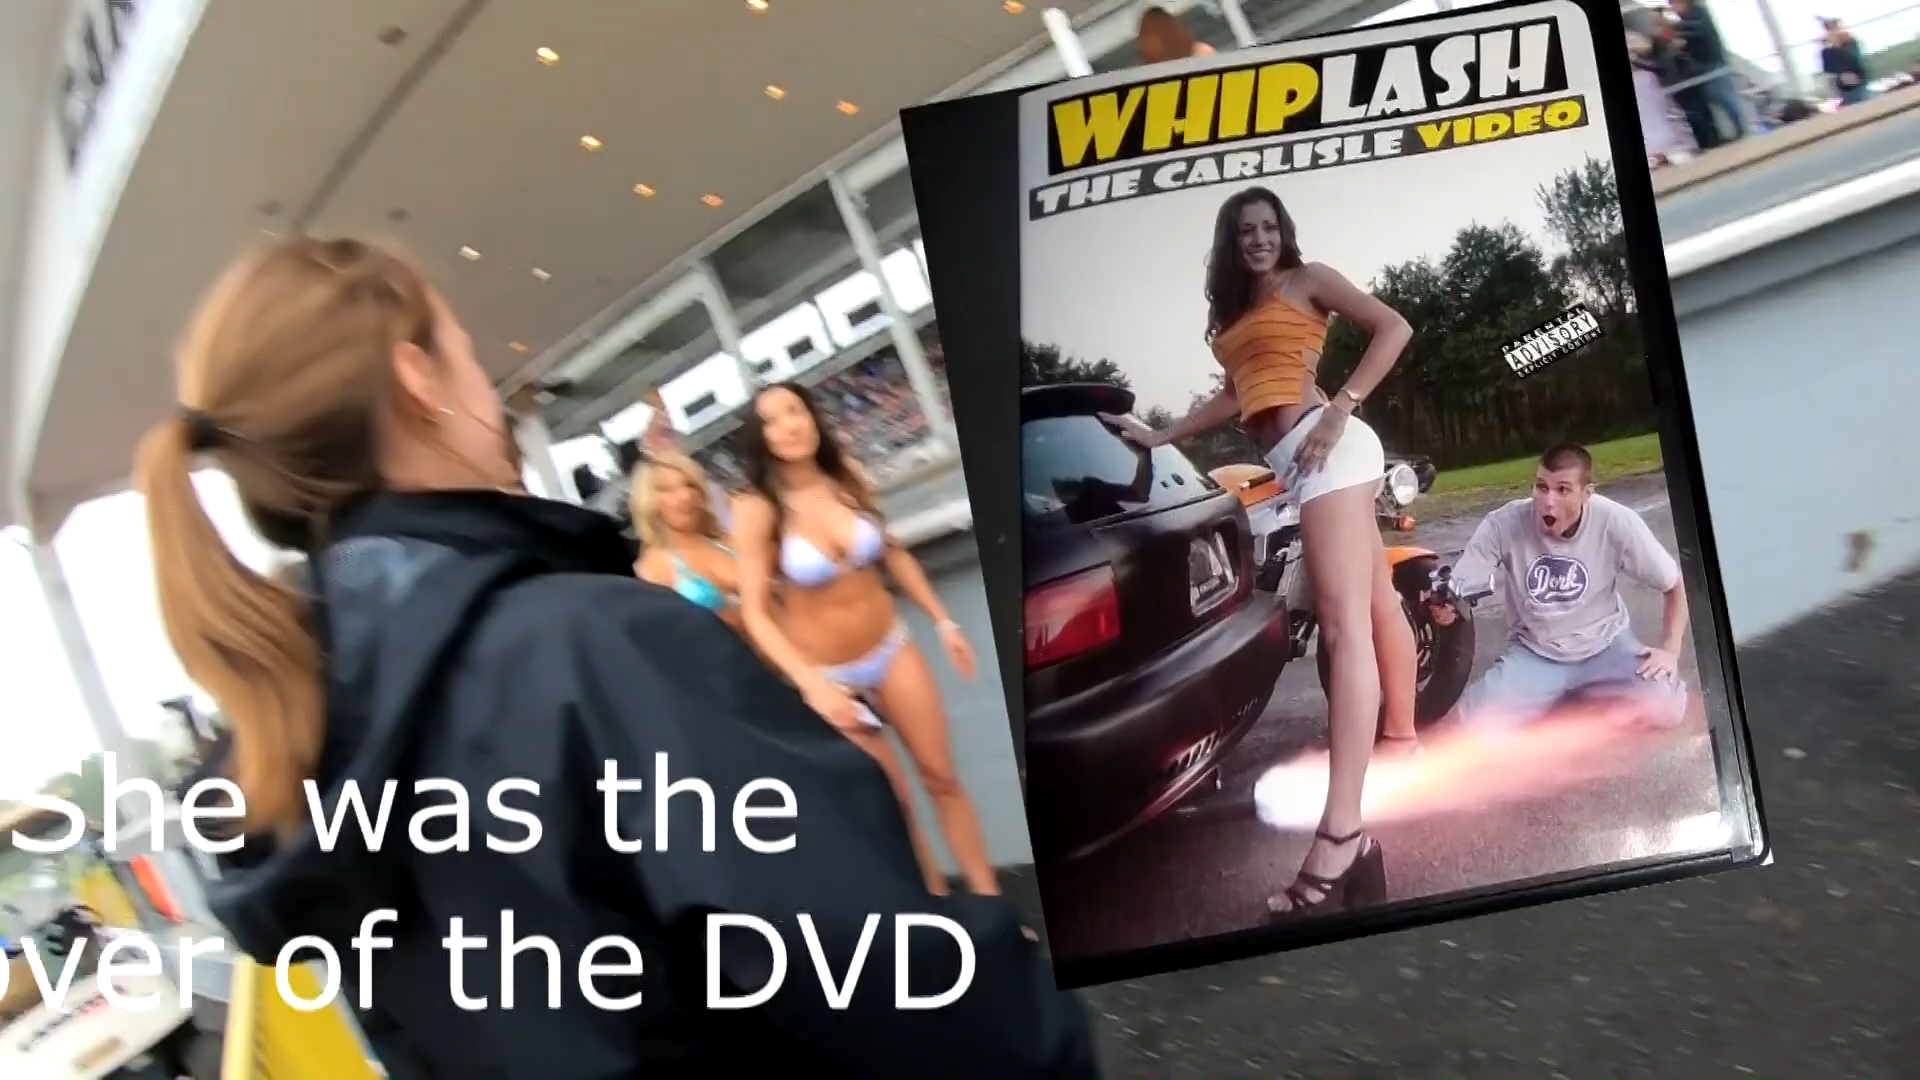 WHIPLASH
THE CARLISLE VIDEO
PARENTAL
ADVISORY
EXPLICIT CONTENT
Dork
She was the
over of the DVD